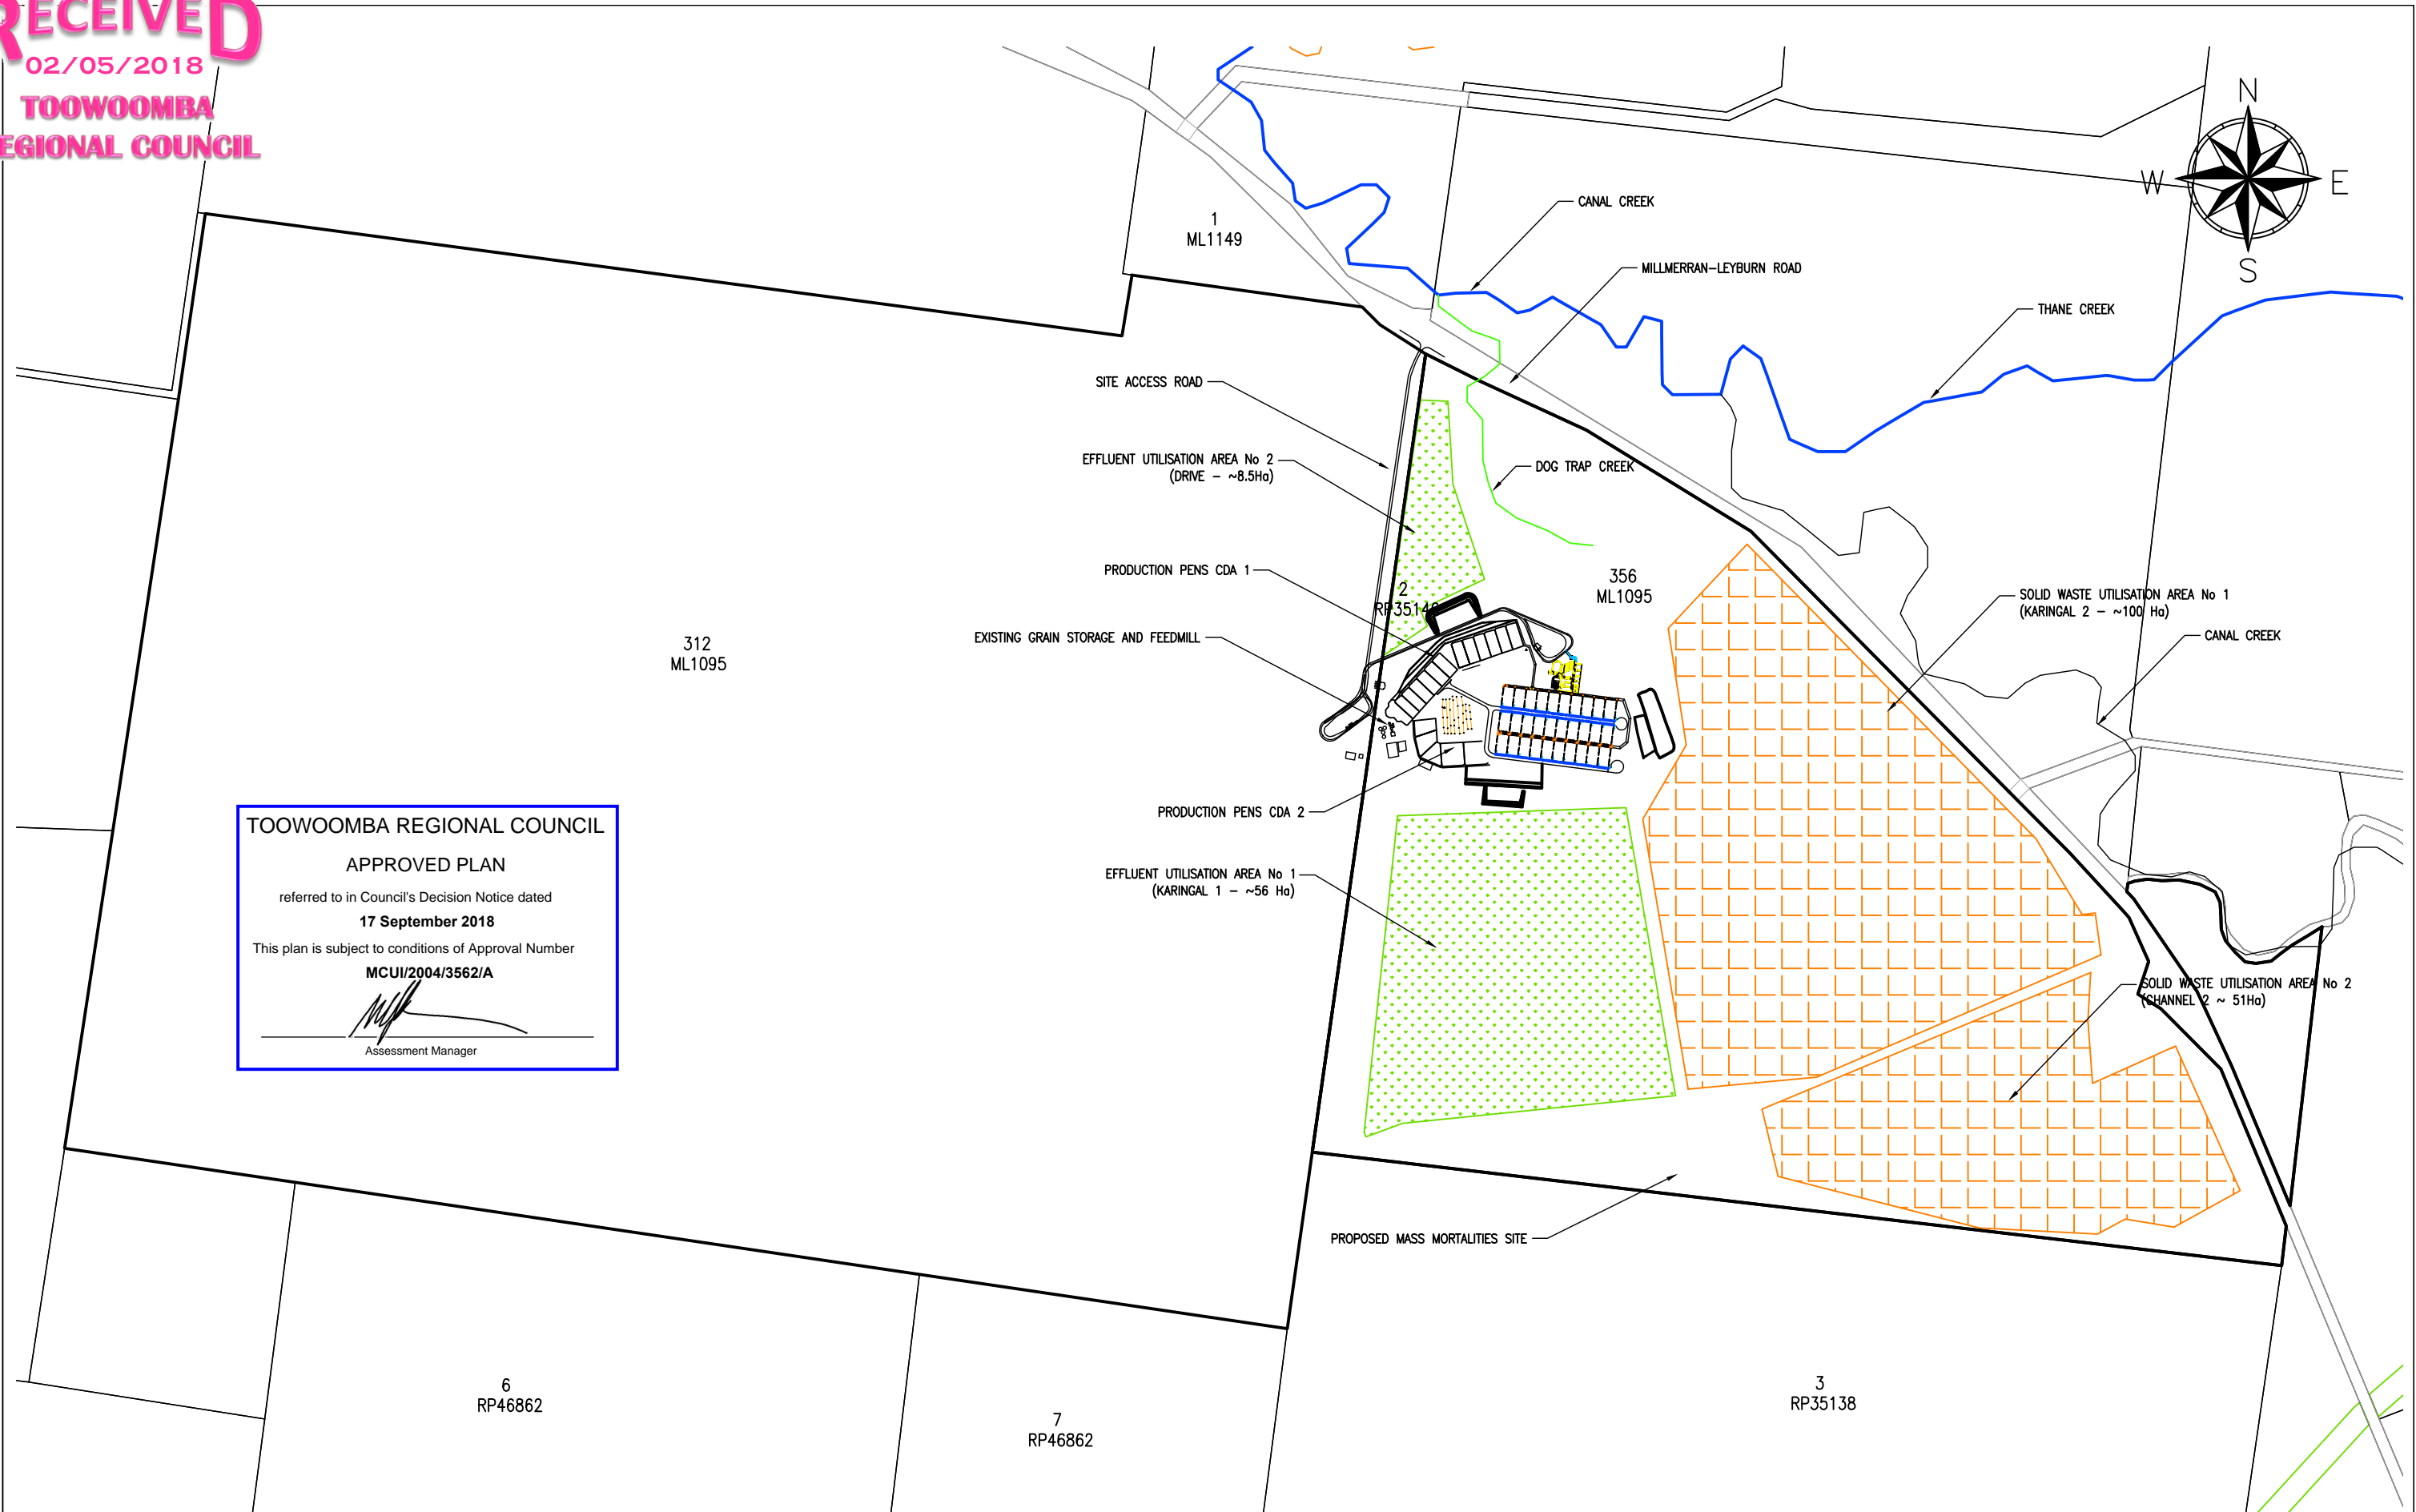 RECEIVED
02/05/2018
TOOWOOMBA
REGIONAL COUNCIL
N
W
E
S
1
ML1149
CANAL CREEK
MILLMERRAN-LEYBURN ROAD
THANE CREEK
SITE ACCESS ROAD
EFFLUENT UTILISATION AREA No 2
(DRIVE - ~8.5Ha)
DOG TRAP CREEK
PRODUCTION PENS CDA 1
2
356
ML1095
SOLID WASTE UTILISATION AREA No 1
(KARINGAL 2 - ~100 Ha)
EXISTING GRAIN STORAGE AND FEEDMILL
CANAL CREEK
312
ML1095
PRODUCTION PENS CDA 2
TOOWOOMBA REGIONAL COUNCIL
APPROVED PLAN
referred to in Council's Decision Notice dated
17 September 2018
This plan is subject to conditions of Approval Number
MCUI/2004/3562/A
Assessment Manager
EFFLUENT UTILISATION AREA No 1
(KARINGAL 1 - ~56 Ha)
SOLID WASTE UTILISATION AREA No 2
(CHANNEL 2 ~ 51Ha)
PROPOSED MASS MORTALITIES SITE
6
RP46862
7
RP46862
3
RP35138